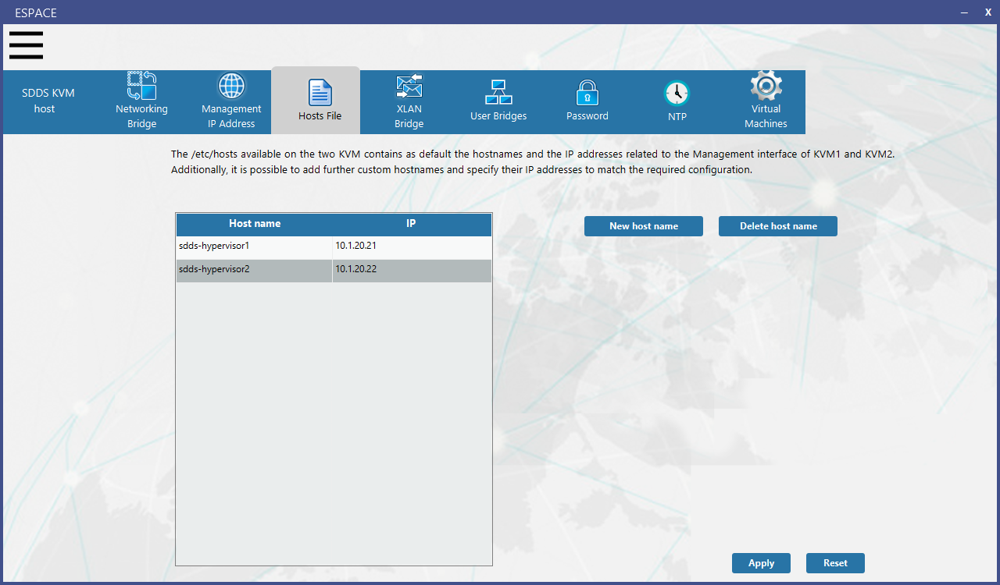 ESPACE
– X
SDDS KVM
host
Networking
Bridge
Management
IP Address
Hosts File
XLAN
Bridge
User Bridges
Password
NTP
Virtual
Machines
The /etc/hosts available on the two KVM contains as default the hostnames and the IP addresses related to the Management interface of KVM1 and KVM2.
Additionally, it is possible to add further custom hostnames and specify their IP addresses to match the required configuration.
Host name IP
sdds-hypervisor1 10.1.20.21
sdds-hypervisor2 10.1.20.22
New host name Delete host name
Apply Reset